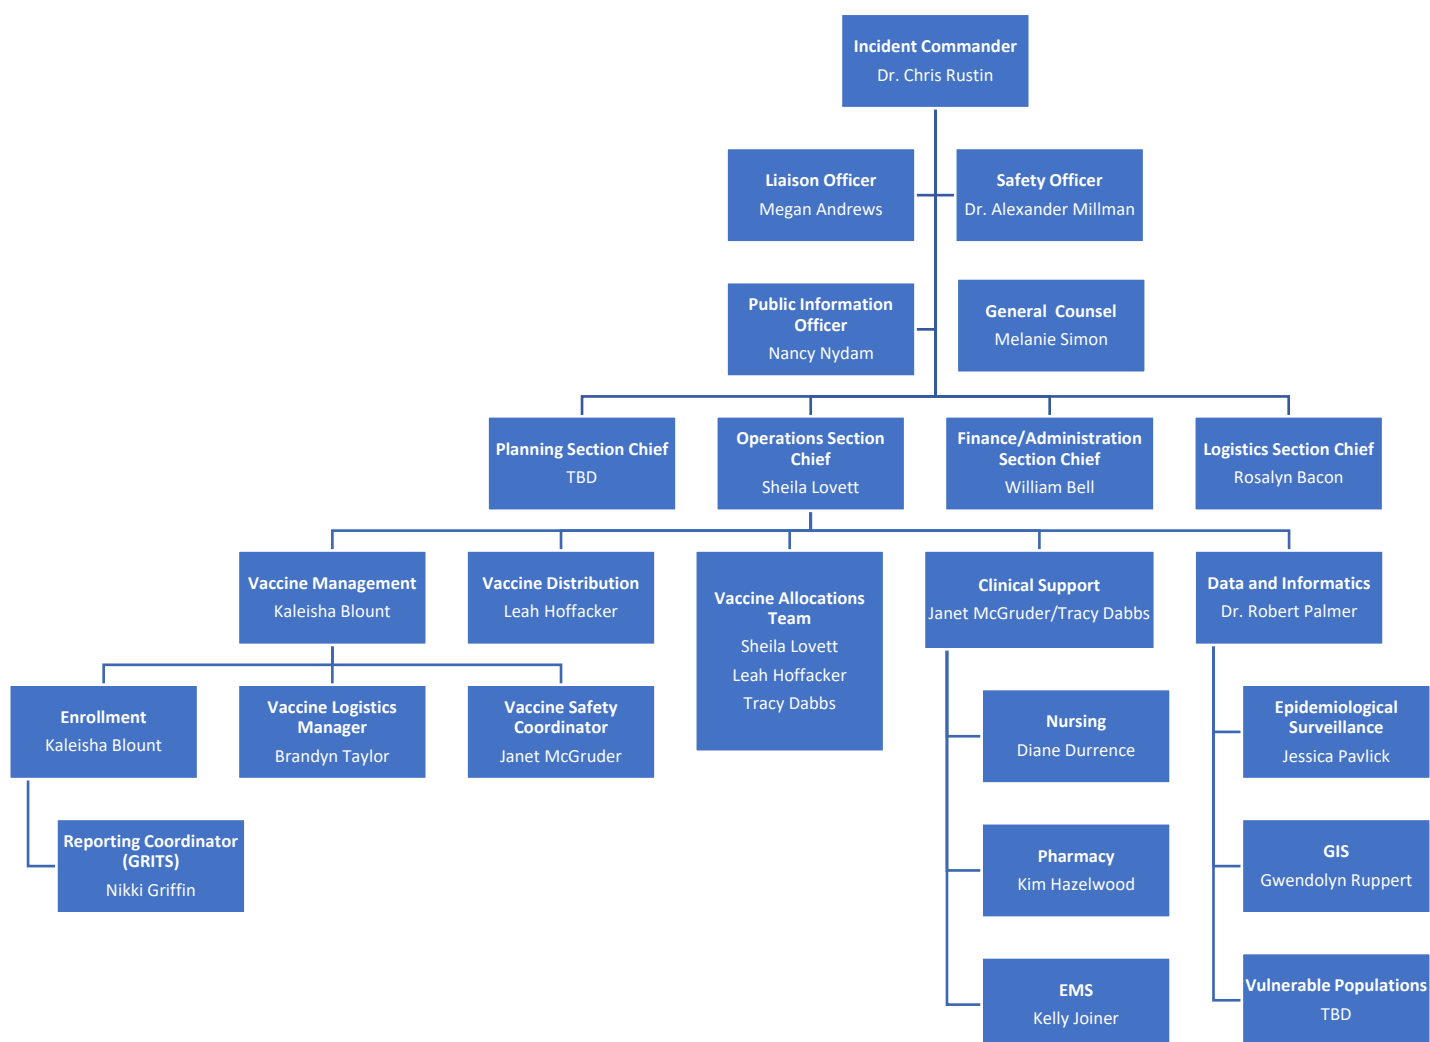 Incident Commander
Dr. Chris Rustin
Liaison Officer
Megan Andrews
Safety Officer
Dr. Alexander Millman
Public Information
Officer
Nancy Nydam
General  Counsel
Melanie Simon
Planning Section Chief
TBD
Operations Section
Chief
Sheila Lovett
Finance/Administration
Section Chief
William Bell
Logistics Section Chief
Rosalyn Bacon
Vaccine Management
Kaleisha Blount
Vaccine Distribution
Leah Hoffacker
Vaccine Allocations
Team
Sheila Lovett
Leah Hoffacker
Tracy Dabbs
Clinical Support
Janet McGruder/Tracy Dabbs
Data and Informatics
Dr. Robert Palmer
Enrollment
Kaleisha Blount
Vaccine Logistics
Manager
Brandyn Taylor
Vaccine Safety
Coordinator
Janet McGruder
Nursing
Diane Durrence
Epidemiological
Surveillance
Jessica Pavlick
Reporting Coordinator
(GRITS)
Nikki Griffin
Pharmacy
Kim Hazelwood
GIS
Gwendolyn Ruppert
EMS
Kelly Joiner
Vulnerable Populations
TBD